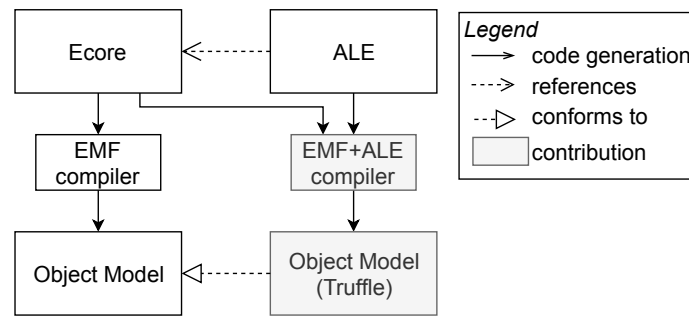 Ecore
ALE
EMF
compiler
EMF+ALE
compiler
Object Model
Object Model
(Truffle)
Legend
code generation
references
conforms to
contribution